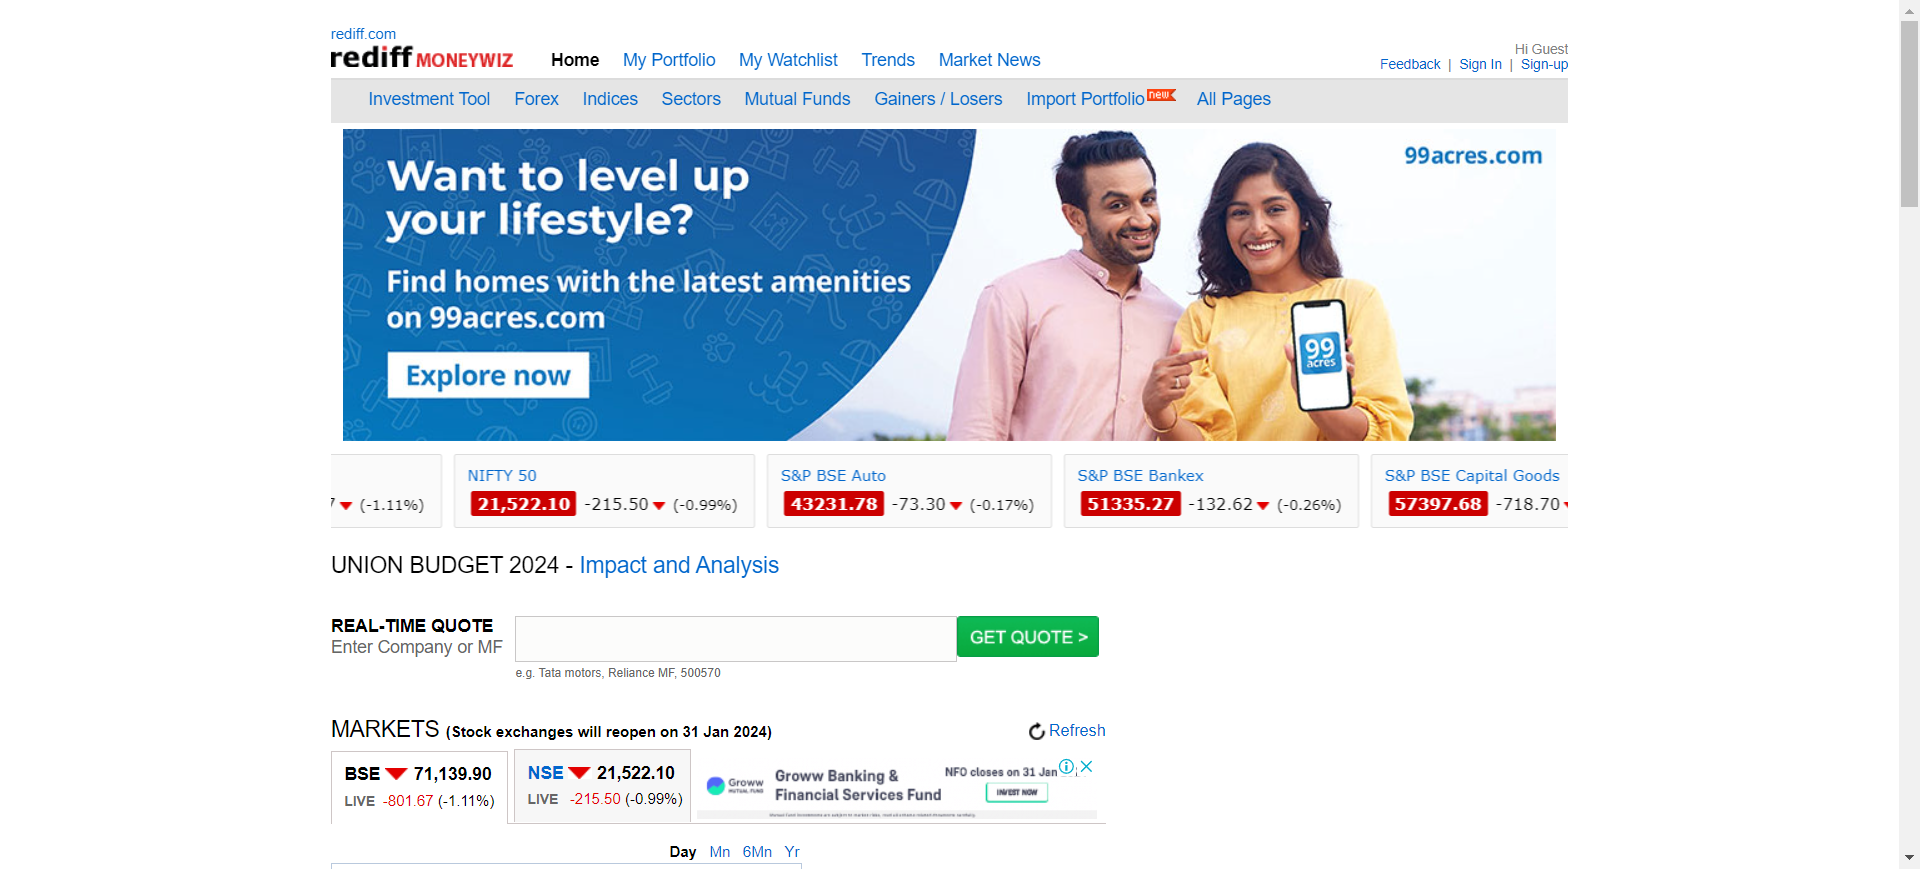 rediff.com
rediff MONEYWIZ
Home My Portfolio My Watchlist Trends Market News
Hi Guest
Feedback | Sign In | Sign-up
Investment Tool Forex Indices Sectors Mutual Funds Gainers / Losers Import Portfolio new All Pages
Want to level up
your lifestyle?
Find homes with the latest amenities
on 99acres.com
Explore now
99acres.com
99
acres
NIFTY 50 S&P BSE Auto S&P BSE Bankex S&P BSE Capital Goods
(-1.11%) 21,522.10 -215.50 (-0.99%) 43231.78 -73.30 (-0.17%) 51335.27 -132.62 (-0.26%) 57397.68 -718.70
UNION BUDGET 2024 - Impact and Analysis
REAL-TIME QUOTE
Enter Company or MF
GET QUOTE >
e.g. Tata motors, Reliance MF, 500570
MARKETS (Stock exchanges will reopen on 31 Jan 2024)
Refresh
BSE 71,139.90
LIVE -801.67 (-1.11%)
NSE 21,522.10
LIVE -215.50 (-0.99%)
Groww
MUTUAL FUND
Groww Banking &
Financial Services Fund
NFO closes on 31 Jan
INVEST NOW
Day Mn 6Mn Yr